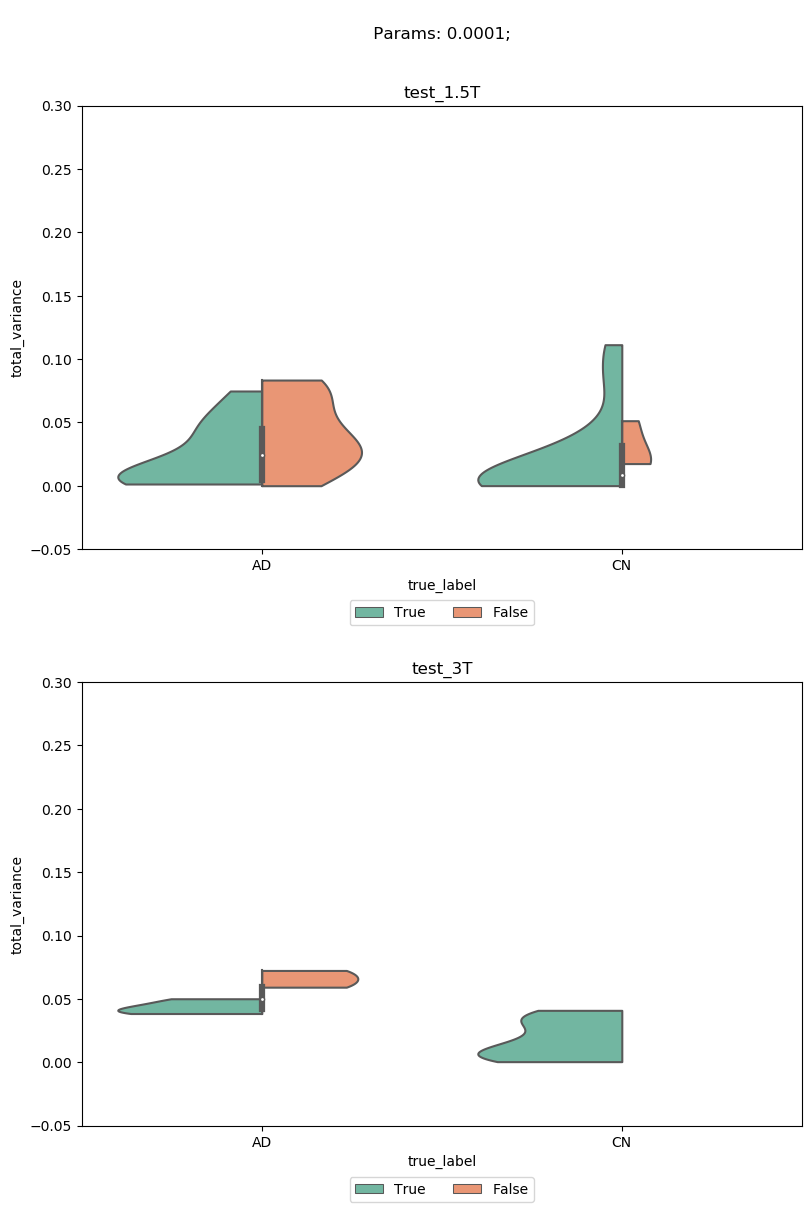 Params: 0.0001;
test_1.5T
0.30
0.25
0.20
0.15
0.10
0.05
0.00
−0.05
total_variance
AD CN
true_label
True False
test_3T
0.30
0.25
0.20
0.15
0.10
0.05
0.00
−0.05
total_variance
AD CN
true_label
True False